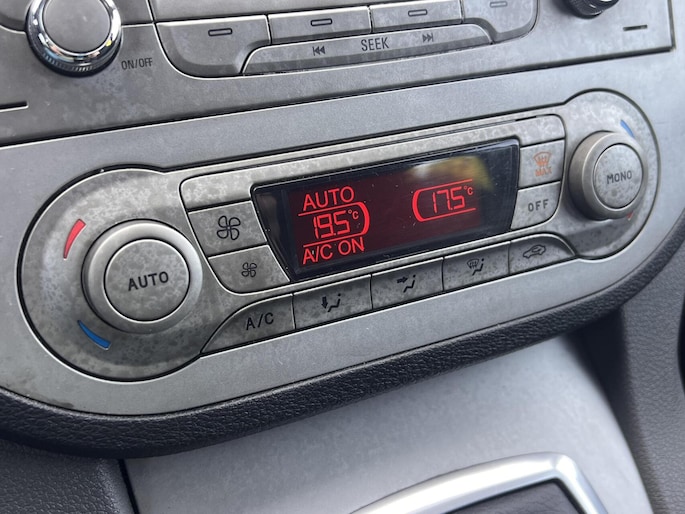 ON/OFF
SEEK
AUTO
19.5°c
17.5°c
A/C ON
MAX
OFF
AUTO
MONO
A/C